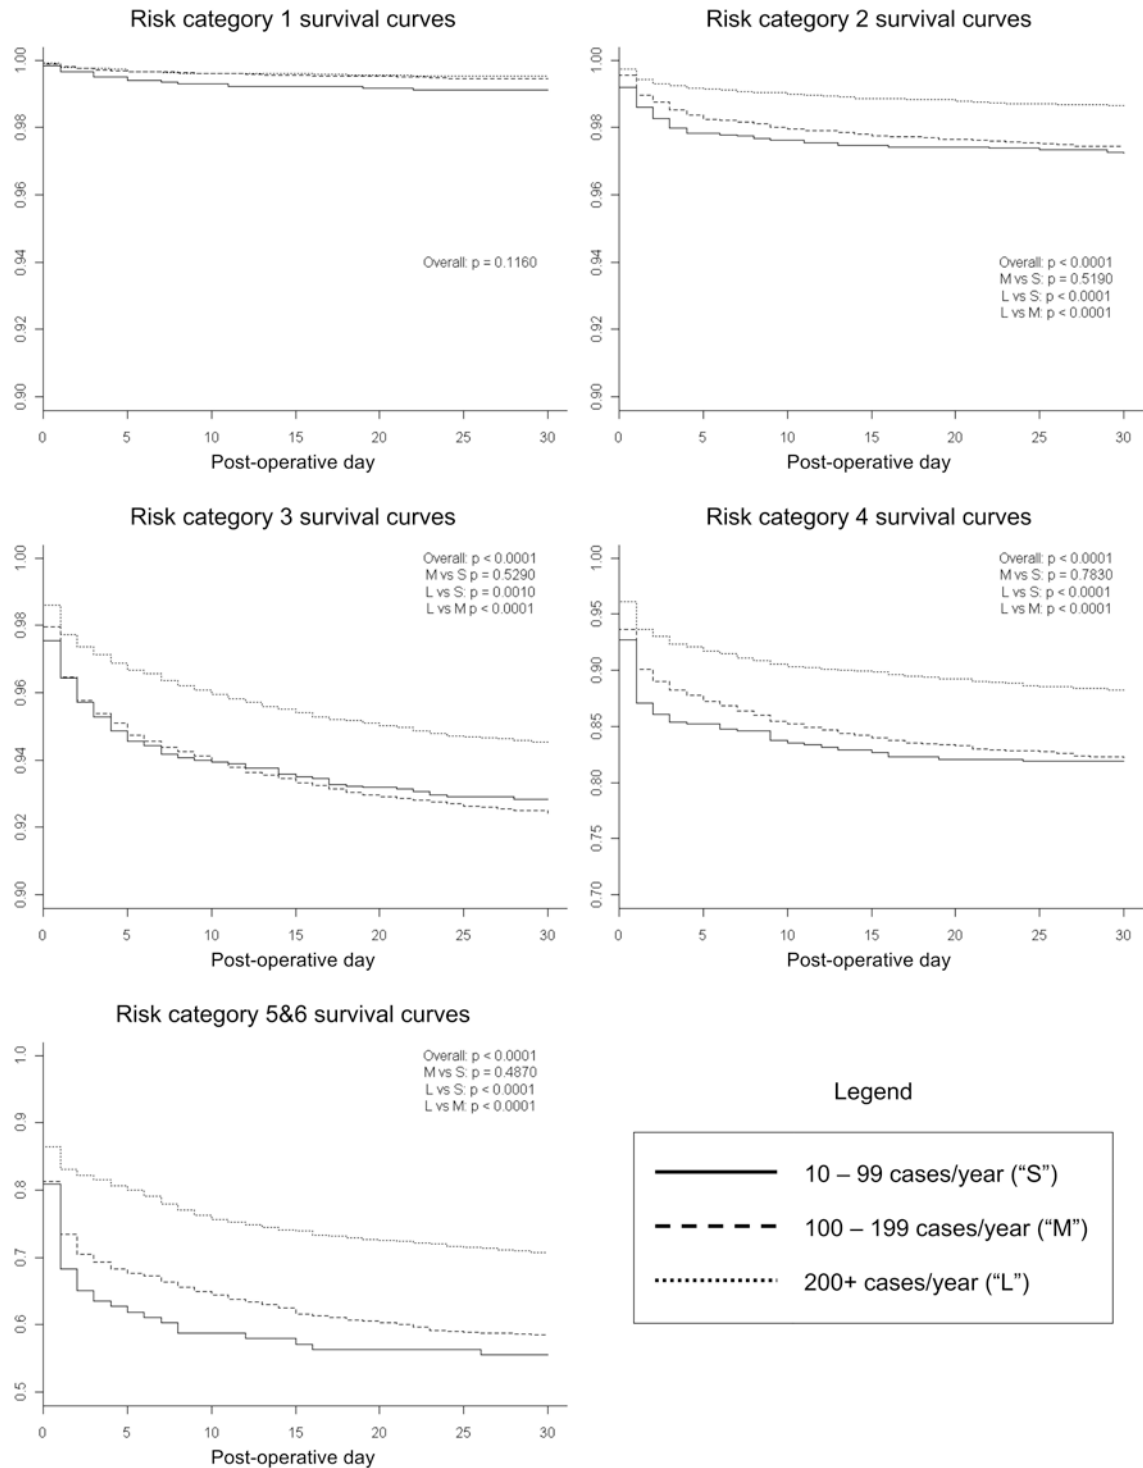 Risk category 1 survival curves
1.00
0.98
0.96
0.94
0.92
0.90
Overall: p = 0.1160
0 5 10 15 20 25 30
Post-operative day
Risk category 2 survival curves
1.00
0.98
0.96
0.94
0.92
0.90
Overall: p < 0.0001
M vs S: p = 0.5190
L vs S: p < 0.0001
L vs M: p < 0.0001
0 5 10 15 20 25 30
Post-operative day
Risk category 3 survival curves
1.00
0.98
0.96
0.94
0.92
0.90
Overall: p < 0.0001
M vs S p = 0.5290
L vs S: p = 0.0010
L vs M p < 0.0001
0 5 10 15 20 25 30
Post-operative day
Risk category 4 survival curves
1.00
0.95
0.90
0.85
0.80
0.75
0.70
Overall: p < 0.0001
M vs S: p = 0.7830
L vs S: p < 0.0001
L vs M: p < 0.0001
0 5 10 15 20 25 30
Post-operative day
Risk category 5&6 survival curves
1.0
0.9
0.8
0.7
0.6
0.5
Overall: p < 0.0001
M vs S: p = 0.4870
L vs S: p < 0.0001
L vs M: p < 0.0001
0 5 10 15 20 25 30
Post-operative day
Legend
10 – 99 cases/year (“S”)
100 – 199 cases/year (“M”)
200+ cases/year (“L”)